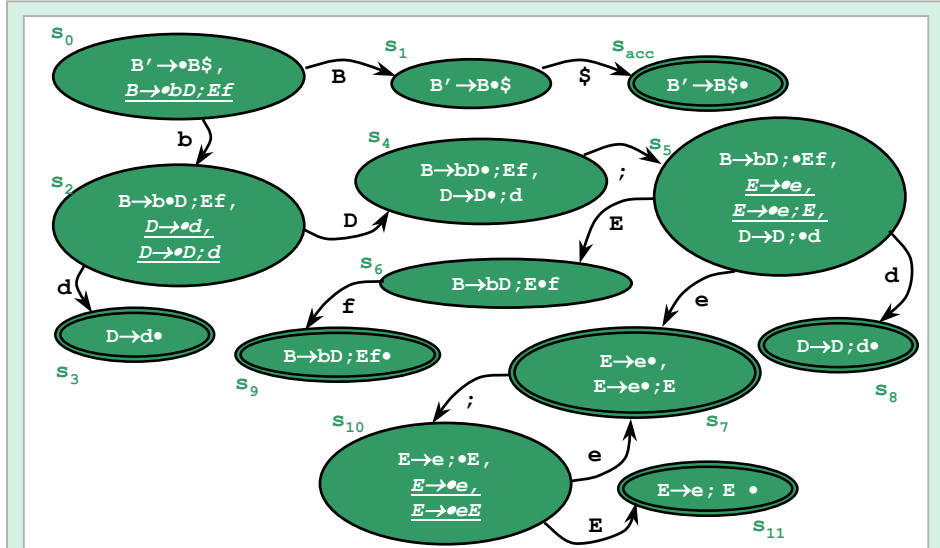 s0
B′→•B$,
B→•bD;Ef
B
s1
B′→B•$
$
sacc
B′→B$•
b
s2
B→b•D;Ef,
D→•d,
D→•D;d
D
s4
B→bD•;Ef,
D→D•;d
;
s5
B→bD;•Ef,
E→•e,
E→•e;E,
D→D;•d
E
s6
B→bD;E•f
d
s3
D→d•
f
s9
B→bD;Ef•
e
d
s8
D→D;d•
s7
E→e•,
E→e•;E
;
s10
E→e;•E,
E→•e,
E→•eE
e
E
s11
E→e;E •